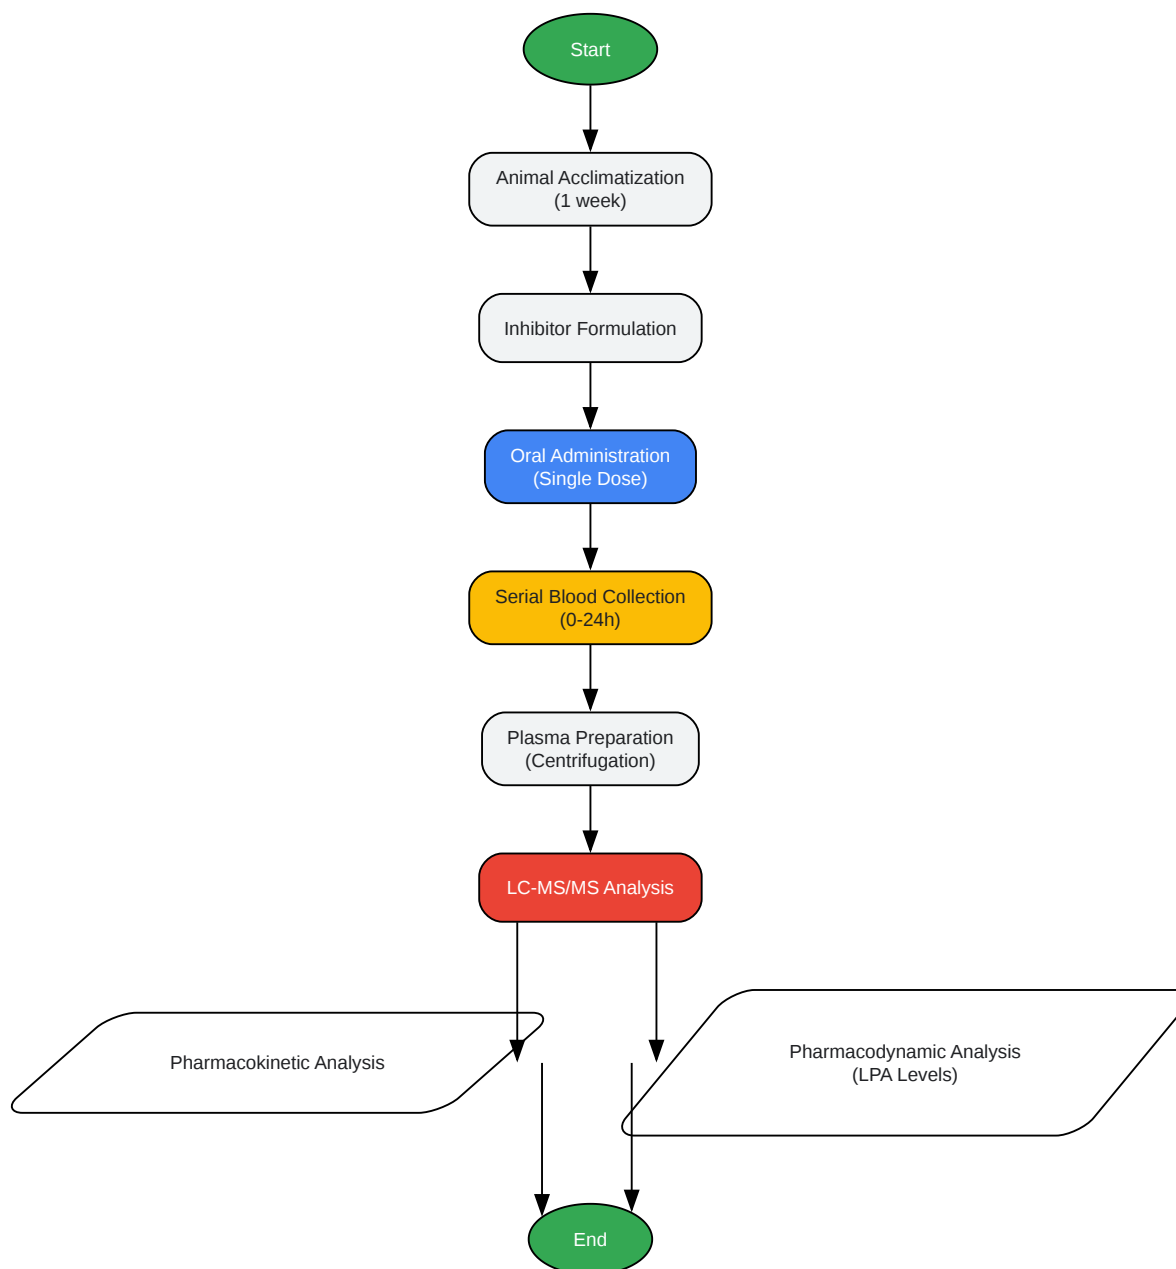 Start
Animal Acclimatization
(1 week)
Inhibitor Formulation
Oral Administration
(Single Dose)
Serial Blood Collection
(0-24h)
Plasma Preparation
(Centrifugation)
LC-MS/MS Analysis
Pharmacokinetic Analysis
Pharmacodynamic Analysis
(LPA Levels)
End